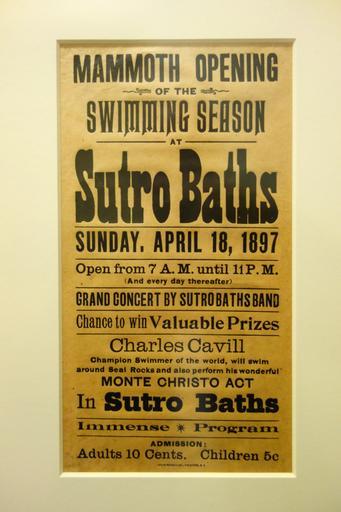 MAMMOTH OPENING
OF THE
SWIMMING SEASON
AT
Sutro Baths
SUNDAY, APRIL 18, 1897
Open from 7 A. M. until 11 P. M.
(And every day thereafter)
GRAND CONCERT BY SUTRO BATHS BAND
Chance to win Valuable Prizes
Charles Cavill
Champion Swimmer of the world, will swim
around Seal Rocks and also perform his wonderful
MONTE CHRISTO ACT
In Sutro Baths
Immense * Program
ADMISSION:
Adults 10 Cents. Children 5c